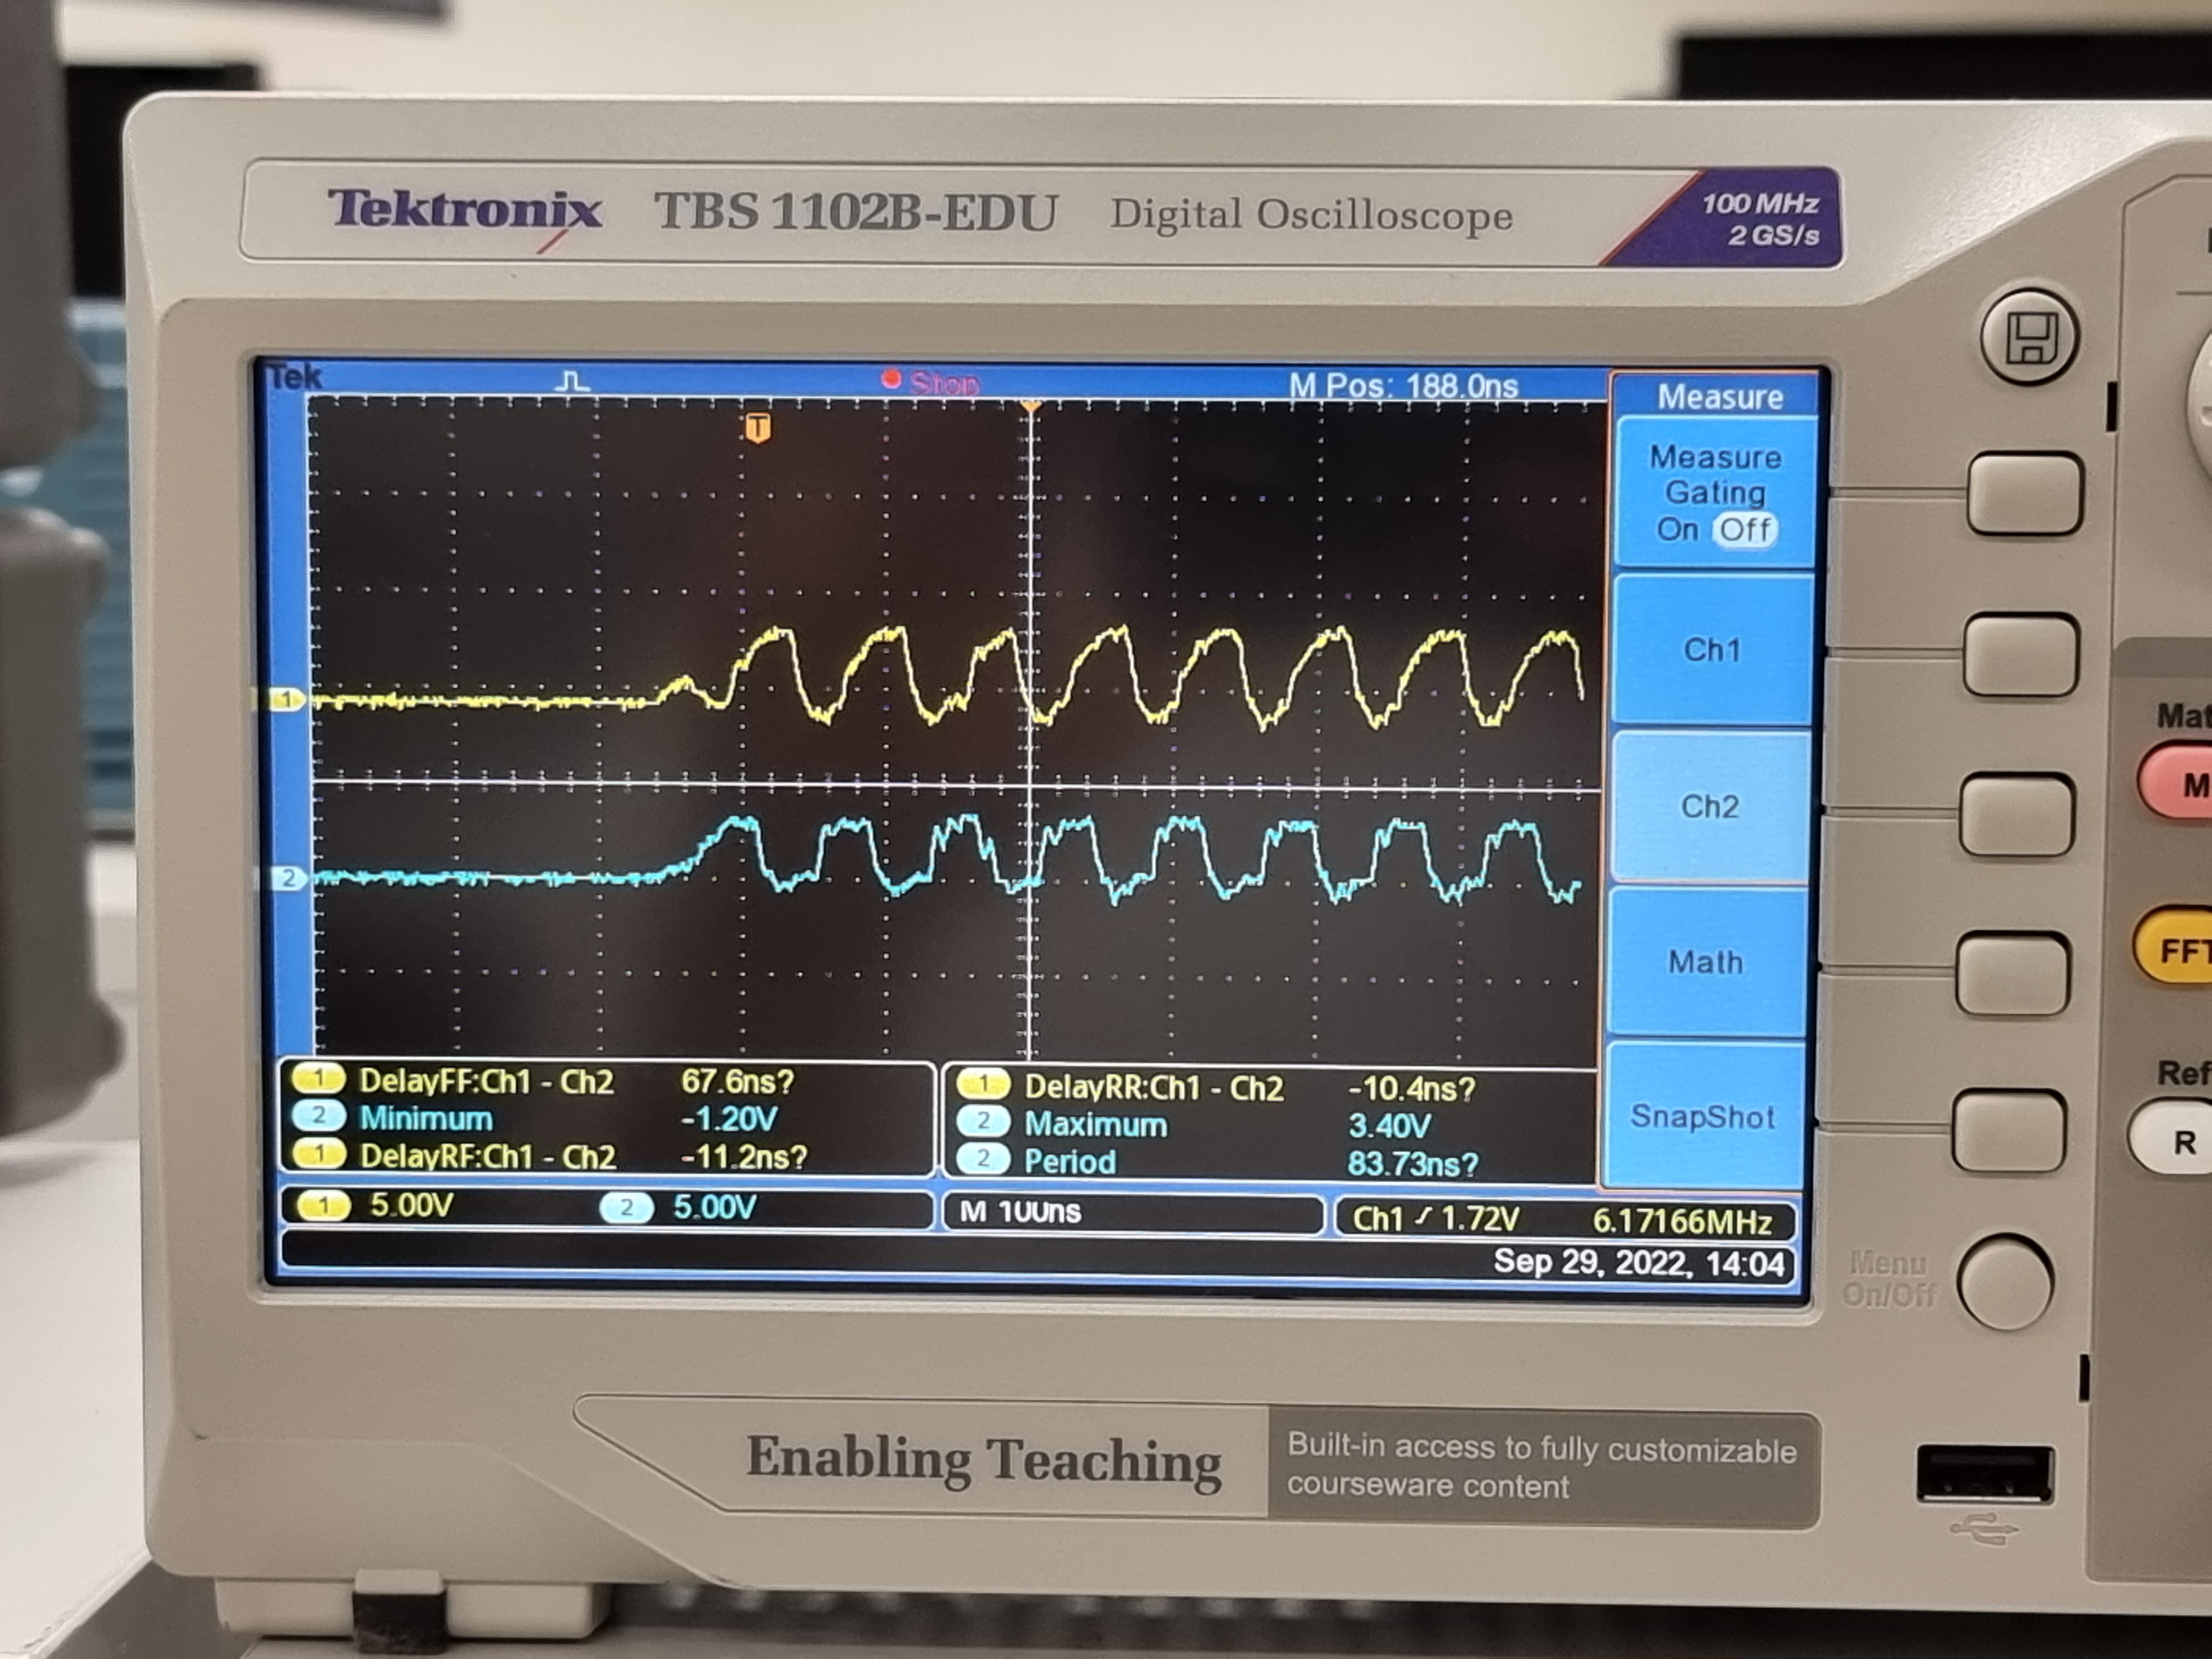 Tektronix TBS 1102B-EDU Digital Oscilloscope 100 MHz
2 GS/s
Tek Stop M Pos: 188.0ns
T
Measure
Measure
Gating
On Off
Ch1
Ch2
Math
SnapShot
1
2
1 DelayFF:Ch1 - Ch2 67.6ns?
2 Minimum -1.20V
1 DelayRF:Ch1 - Ch2 -11.2ns?
1 DelayRR:Ch1 - Ch2 -10.4ns?
2 Maximum 3.40V
2 Period 83.73ns?
1 5.00V 2 5.00V M 100ns Ch1 1.72V 6.17166MHz
Sep 29, 2022, 14:04
Mat
M
FFT
Ref
R
Menu
On/Off
Enabling Teaching
Built-in access to fully customizable
courseware content